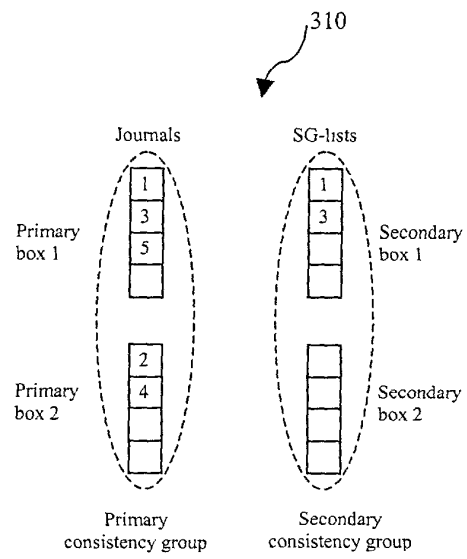 310
Journals
SG-lists
1
3
5
1
3
Primary
box 1
Secondary
box 1
2
4
Primary
box 2
Secondary
box 2
Primary
consistency group
Secondary
consistency group